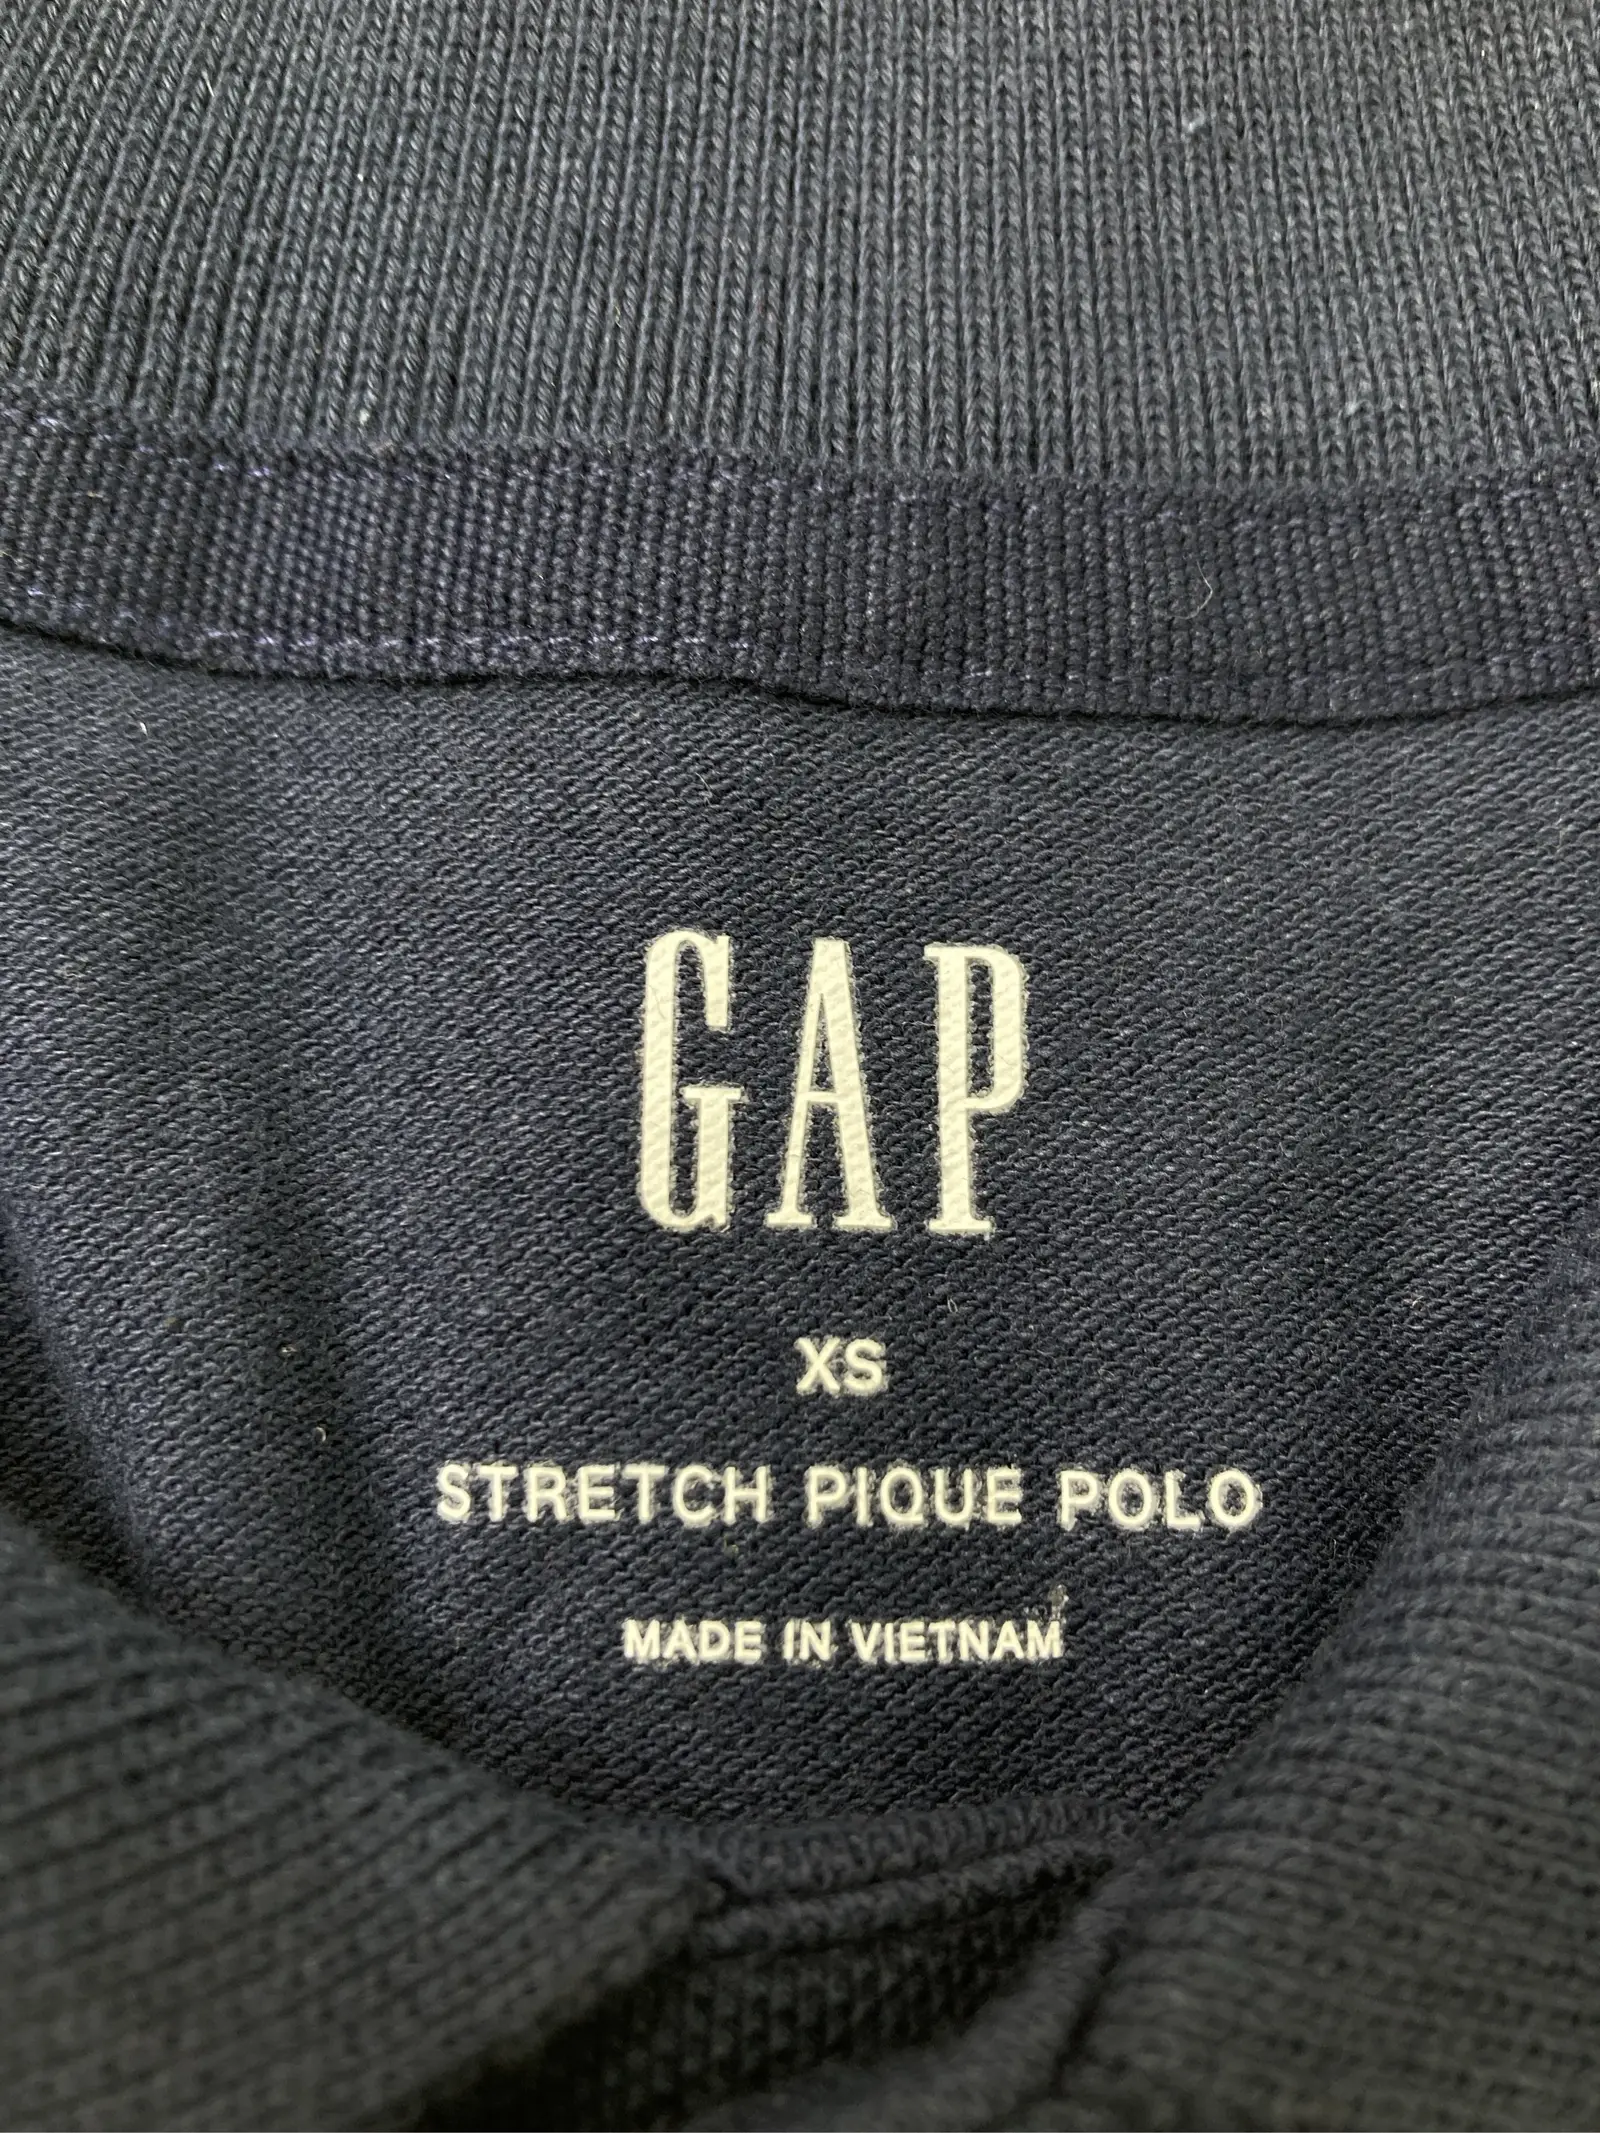 GAP
XS
STRETCH PIQUE POLO
MADE IN VIETNAM